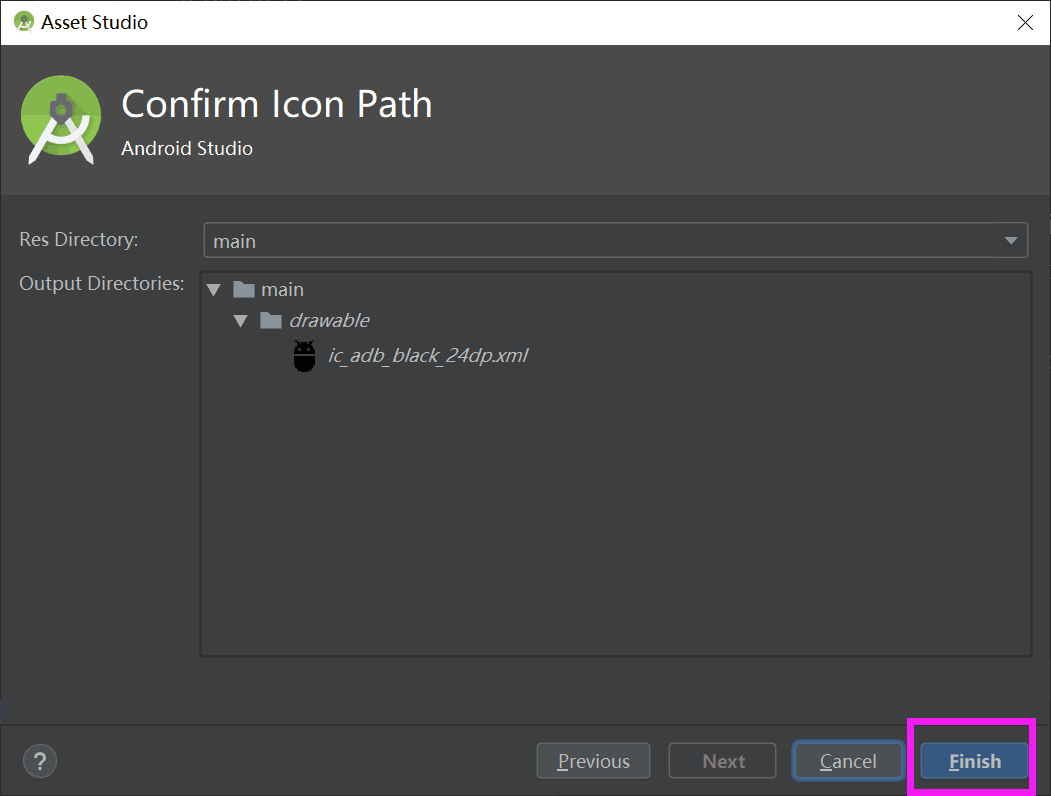 Asset Studio
Confirm Icon Path
Android Studio
Res Directory:
main
Output Directories:
main
drawable
ic_adb_black_24dp.xml
?
Previous
Next
Cancel
Finish